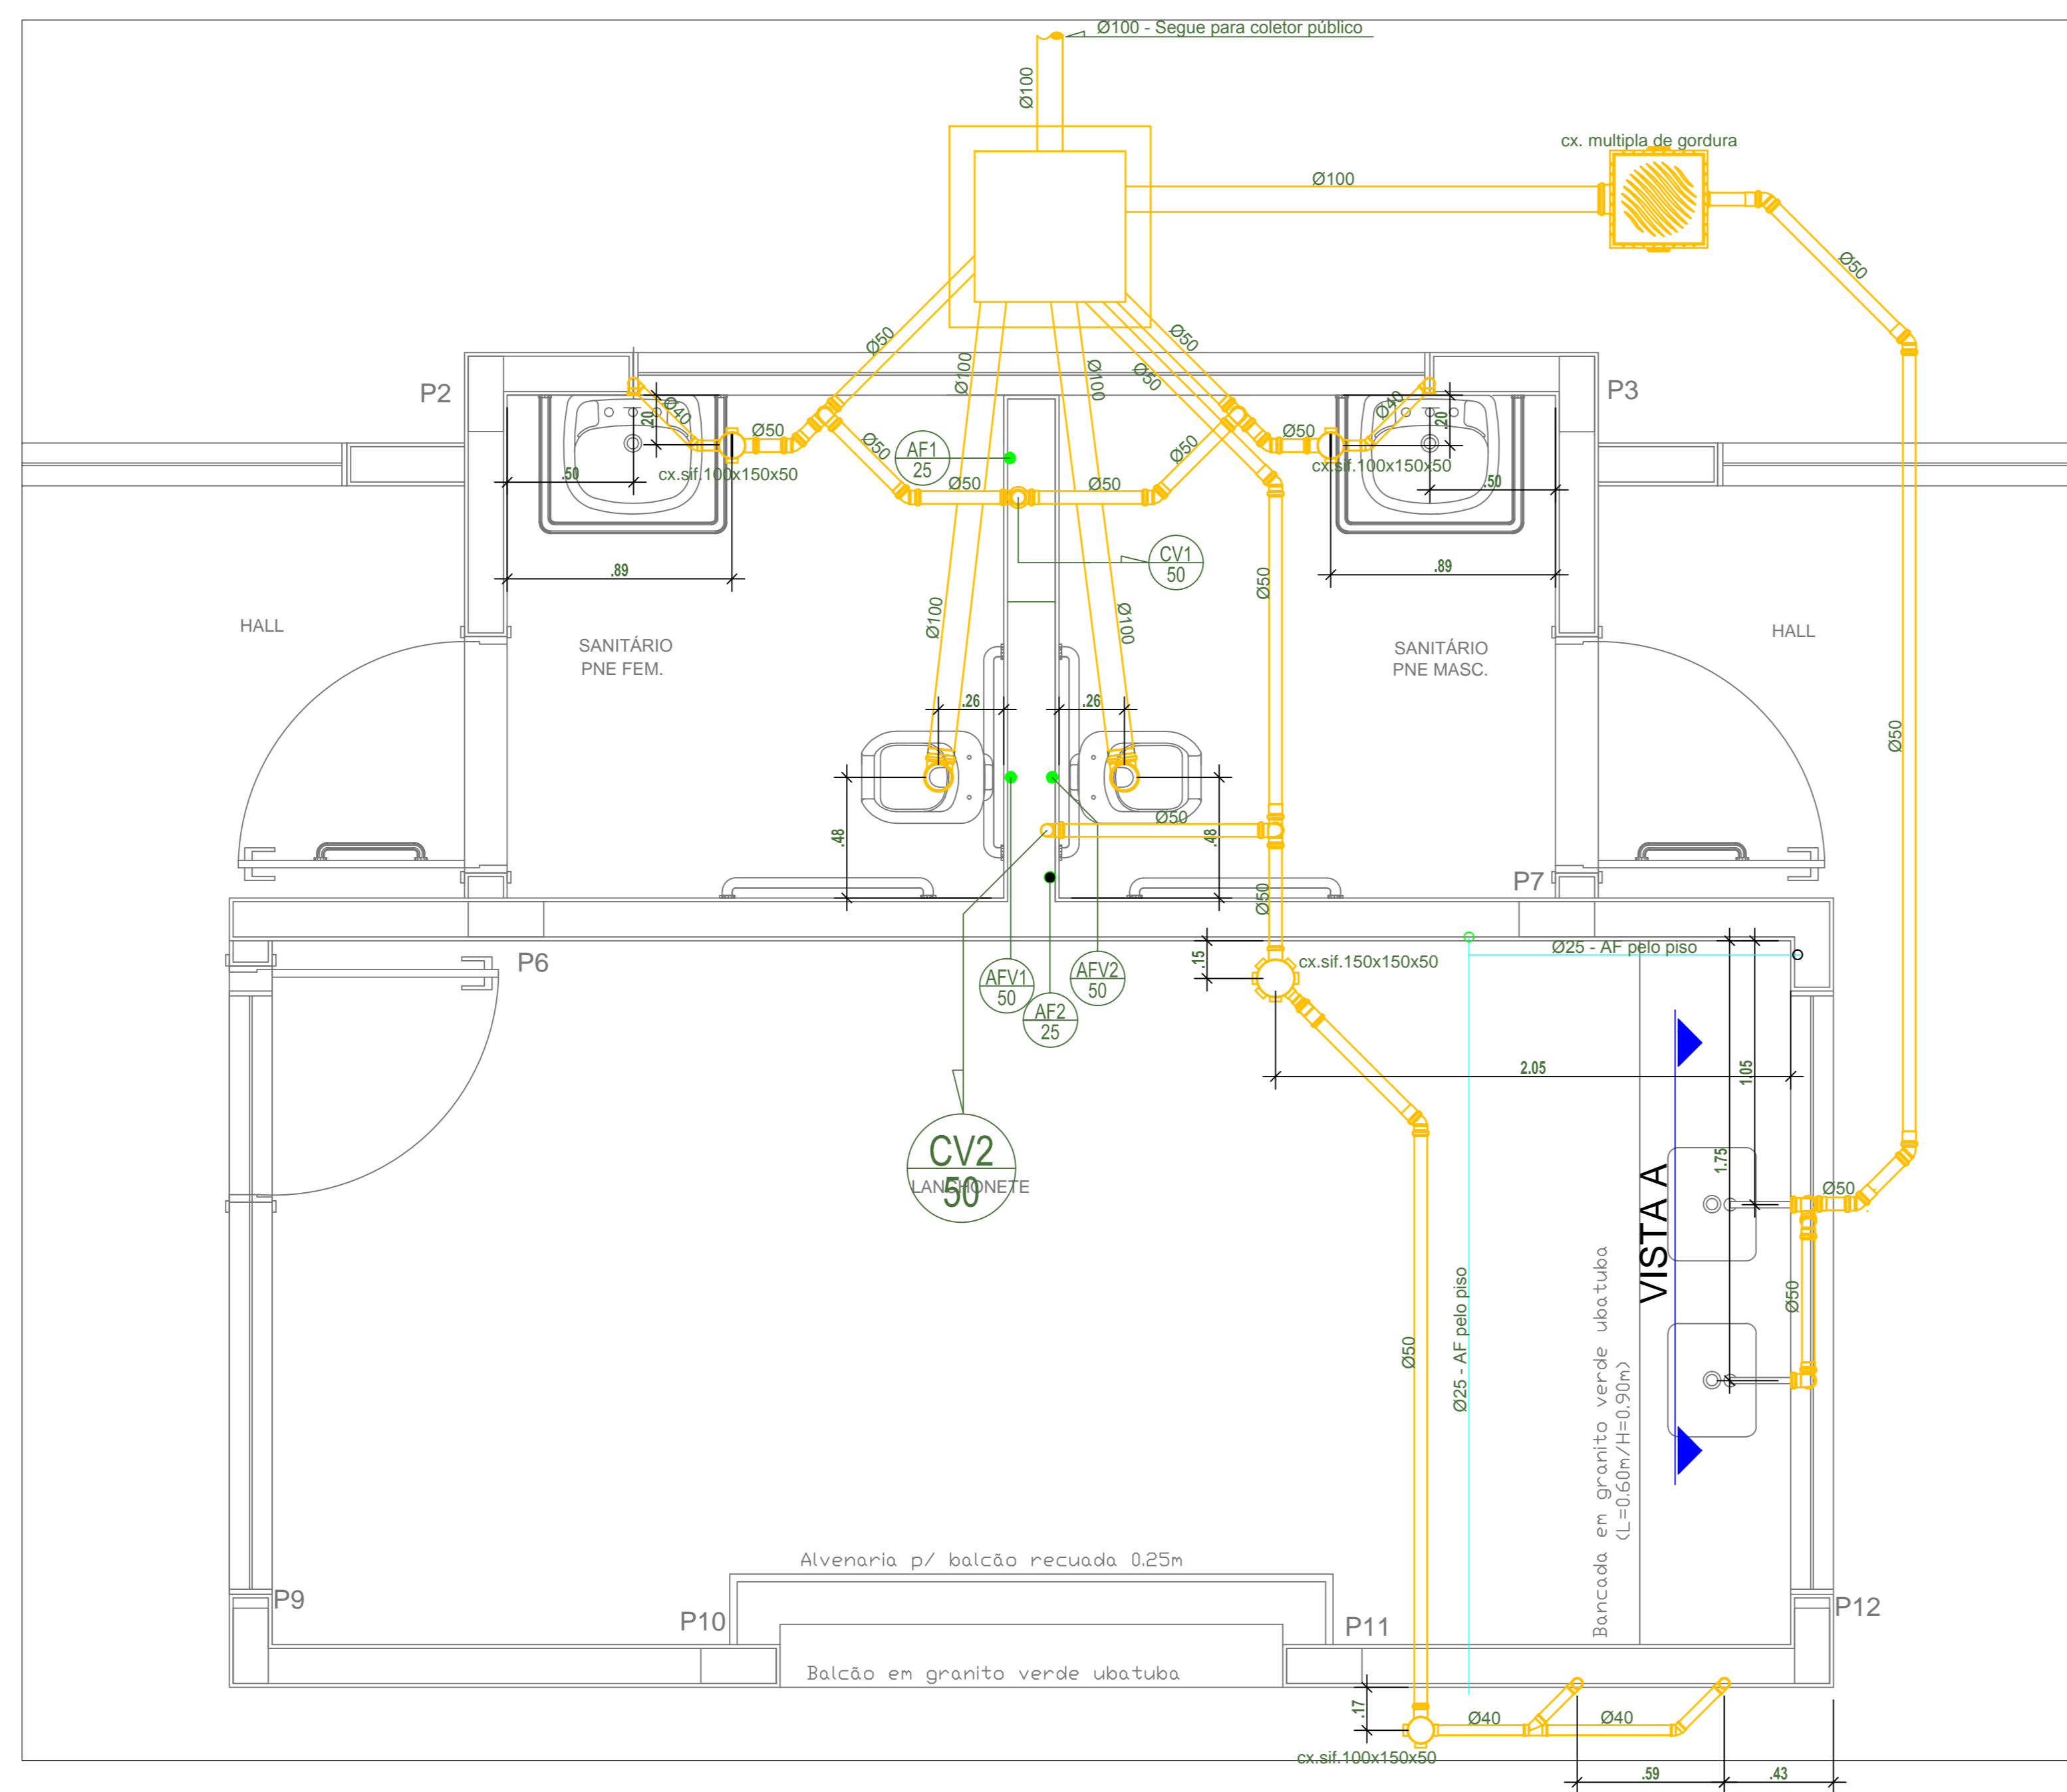 Ø100 - Segue para coletor público
Ø100
cx. multipla de gordura
Ø100
Ø50
Ø50
Ø50
Ø100
Ø100
Ø50
P2
P3
Ø40
.20
Ø50
Ø50
Ø40
.20
cx.sif.100x150x50
cx.sif.100x150x50
.50
.50
Ø50
AF1
25
Ø50
Ø50
Ø50
CV1
50
.89
.89
Ø50
HALL
SANITÁRIO
PNE FEM.
Ø100
Ø100
SANITÁRIO
PNE MASC.
HALL
.26
.26
Ø50
.48
Ø50
.48
P7
Ø50
P6
.15
cx.sif.150x150x50
Ø25 - AF pelo piso
AFV1
50
AF2
25
AFV2
50
2.05
1.05
CV2
50
LANCHONETE
1.75
VISTA A
Ø50
Ø50
Ø50
Ø25 - AF pelo piso
Bancada em granito verde ubatuba
(L=0.60m/H=0.90m)
Alvenaria p/ balcão recuada 0.25m
P9
P10
P11
P12
Balcão em granito verde ubatuba
.17
Ø40
Ø40
cx.sif.100x150x50
.59
.43